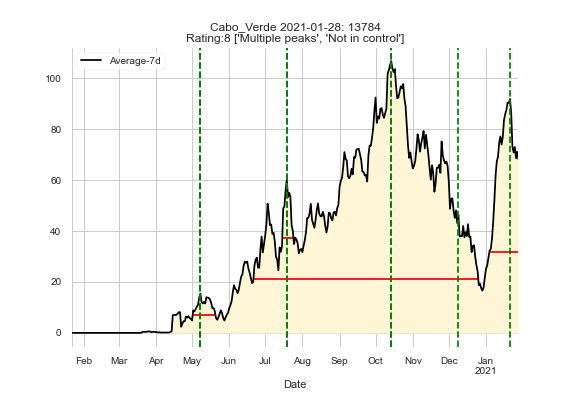 Cabo_Verde 2021-01-28: 13784
Rating:8 ['Multiple peaks', 'Not in control']
Average-7d
100
80
60
40
20
0
Feb Mar Apr May Jun Jul Aug Sep Oct Nov Dec Jan
2021
Date